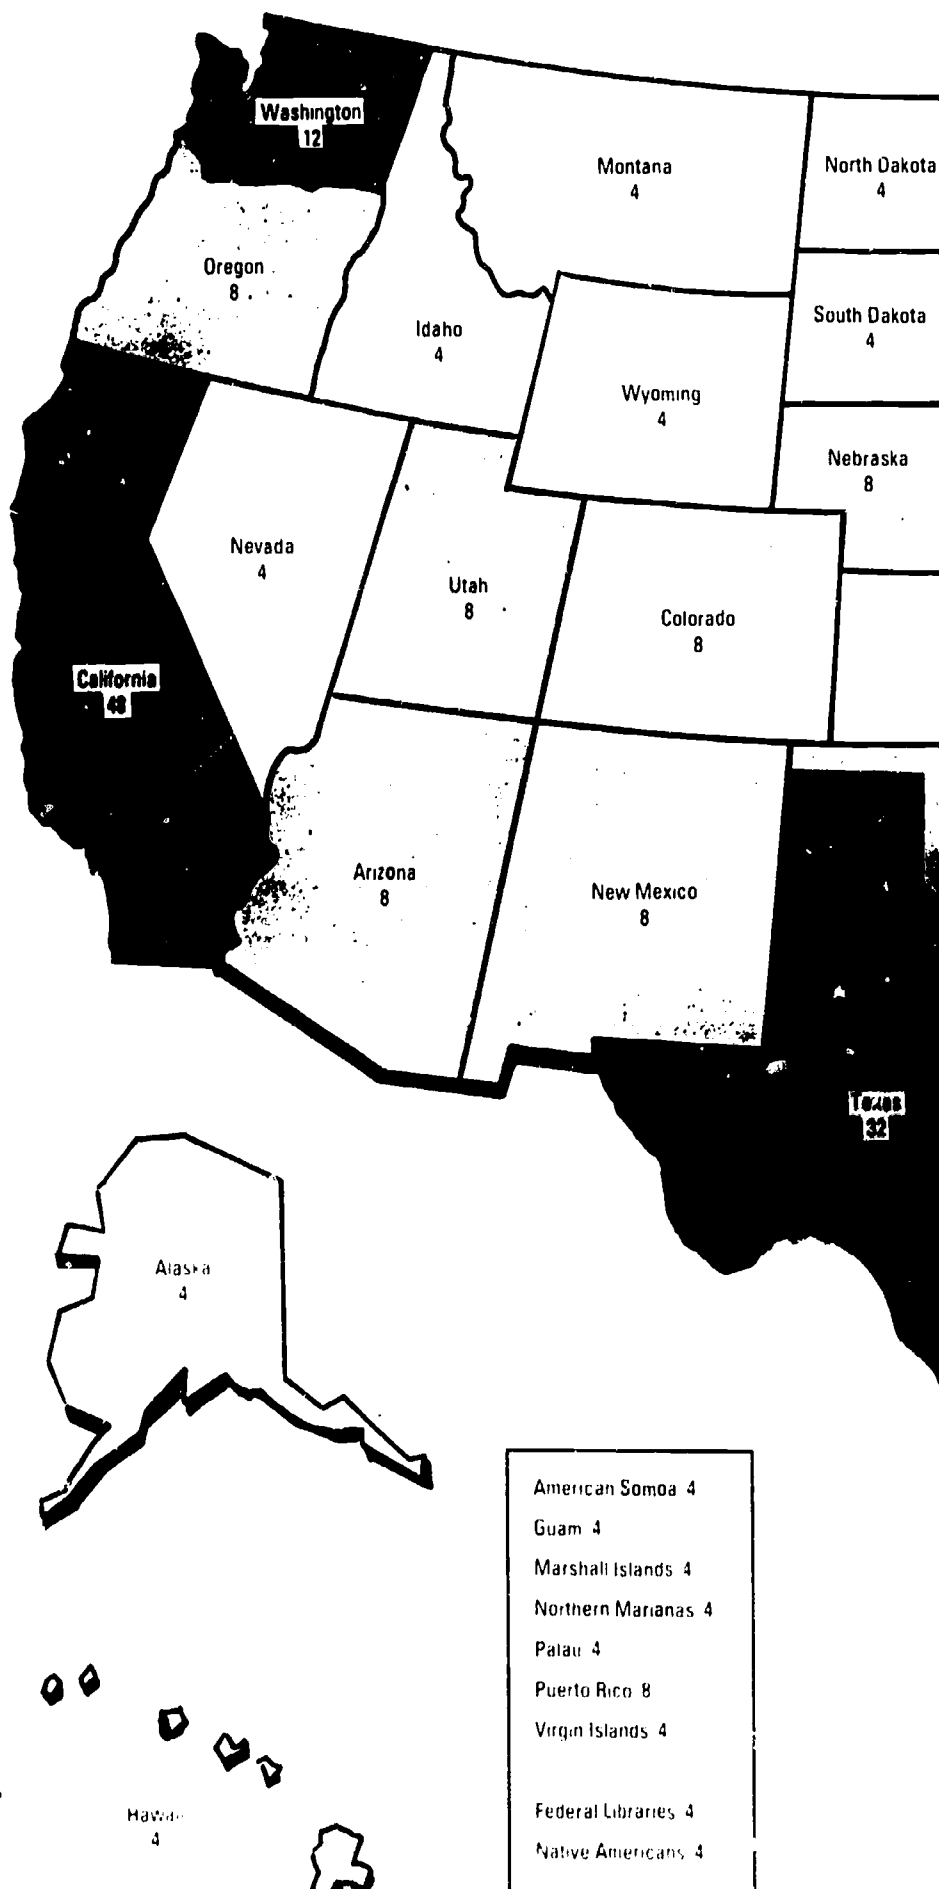 Washington
12
Montana
4
North Dakota
4
Oregon
8
Idaho
4
South Dakota
4
Wyoming
4
Nebraska
8
Nevada
4
Utah
8
Colorado
8
California
48
Arizona
8
New Mexico
8
Texas
32
Alaska
4
American Somoa 4
Guam 4
Marshall Islands 4
Northern Marianas 4
Palau 4
Puerto Rico 8
Virgin Islands 4
Federal Libraries 4
Native Americans 4
4